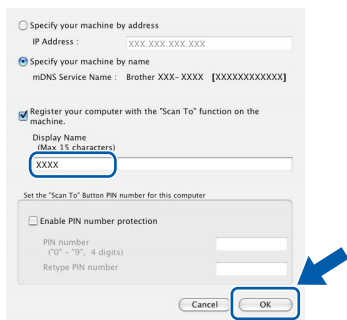 Specify your machine by address
IP Address : XXX.XXX.XXX.XXX
Specify your machine by name
mDNS Service Name : Brother XXX-XXXX [XXXXXXXXXXXX]
Register your computer with the "Scan To" function on the
machine.
Display Name
(Max 15 characters)
XXXX
Set the "Scan To" Button PIN number for this computer
Enable PIN number protection
PIN number
("0" - "9", 4 digits)
Retype PIN number
Cancel OK